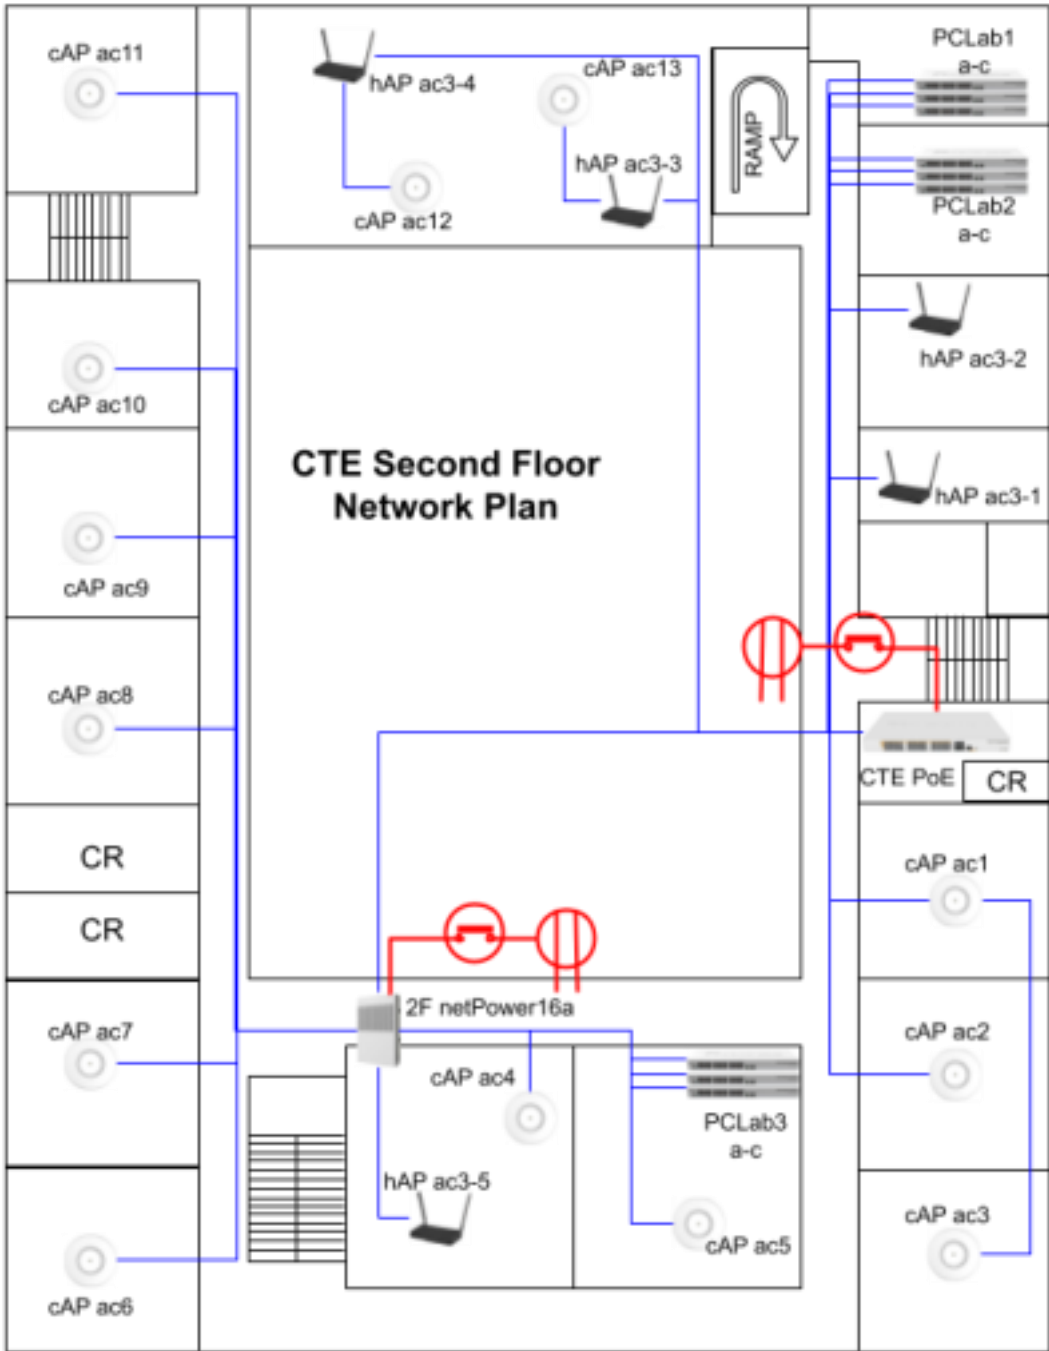 cAP ac11
hAP ac3-4
cAP ac13
hAP ac3-3
cAP ac12
RAMP
PCLab1
a-c
PCLab2
a-c
hAP ac3-2
hAP ac3-1
cAP ac10
CTE Second Floor
Network Plan
cAP ac9
cAP ac8
CTE PoE
CR
CR
CR
cAP ac1
cAP ac2
cAP ac3
2F netPower16a
cAP ac7
cAP ac4
PCLab3
a-c
hAP ac3-5
cAP ac5
cAP ac6